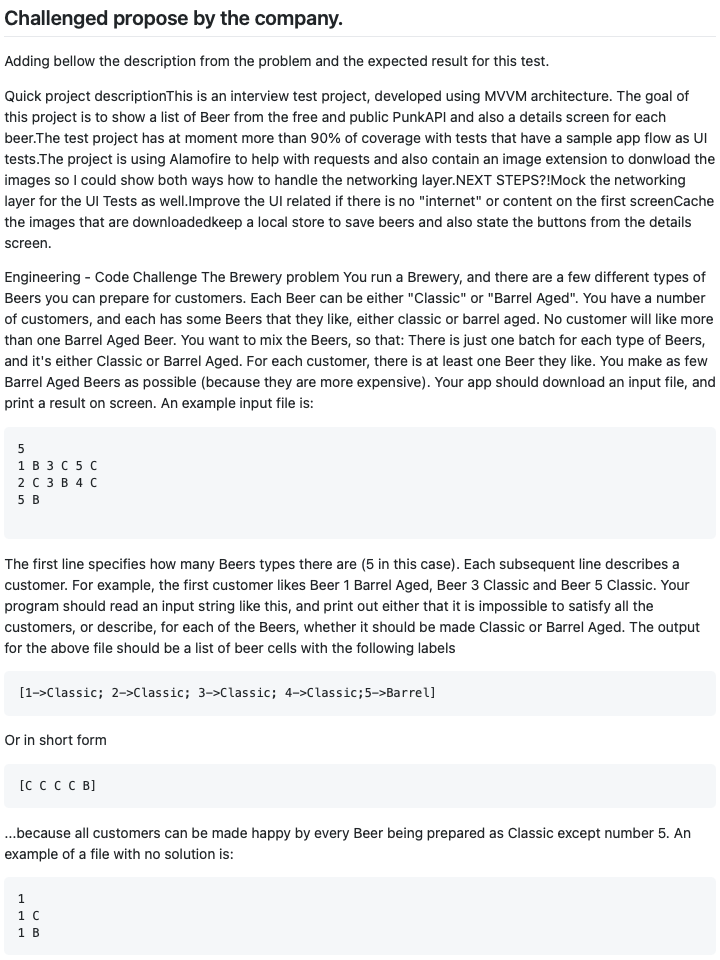 Challenged propose by the company.
Adding bellow the description from the problem and the expected result for this test.
Quick project descriptionThis is an interview test project, developed using MVVM architecture. The goal of
this project is to show a list of Beer from the free and public PunkAPI and also a details screen for each
beer.The test project has at moment more than 90% of coverage with tests that have a sample app flow as UI
tests.The project is using Alamofire to help with requests and also contain an image extension to donwload the
images so I could show both ways how to handle the networking layer.NEXT STEPS?!Mock the networking
layer for the UI Tests as well.Improve the UI related if there is no "internet" or content on the first screenCache
the images that are downloadedkeep a local store to save beers and also state the buttons from the details
screen.
Engineering - Code Challenge The Brewery problem You run a Brewery, and there are a few different types of
Beers you can prepare for customers. Each Beer can be either "Classic" or "Barrel Aged". You have a number
of customers, and each has some Beers that they like, either classic or barrel aged. No customer will like more
than one Barrel Aged Beer. You want to mix the Beers, so that: There is just one batch for each type of Beers,
and it's either Classic or Barrel Aged. For each customer, there is at least one Beer they like. You make as few
Barrel Aged Beers as possible (because they are more expensive). Your app should download an input file, and
print a result on screen. An example input file is:
5
1 B 3 C 5 C
2 C 3 B 4 C
5 B
The first line specifies how many Beers types there are (5 in this case). Each subsequent line describes a
customer. For example, the first customer likes Beer 1 Barrel Aged, Beer 3 Classic and Beer 5 Classic. Your
program should read an input string like this, and print out either that it is impossible to satisfy all the
customers, or describe, for each of the Beers, whether it should be made Classic or Barrel Aged. The output
for the above file should be a list of beer cells with the following labels
[1->Classic; 2->Classic; 3->Classic; 4->Classic;5->Barrel]
Or in short form
[C C C C B]
...because all customers can be made happy by every Beer being prepared as Classic except number 5. An
example of a file with no solution is:
1
1 C
1 B